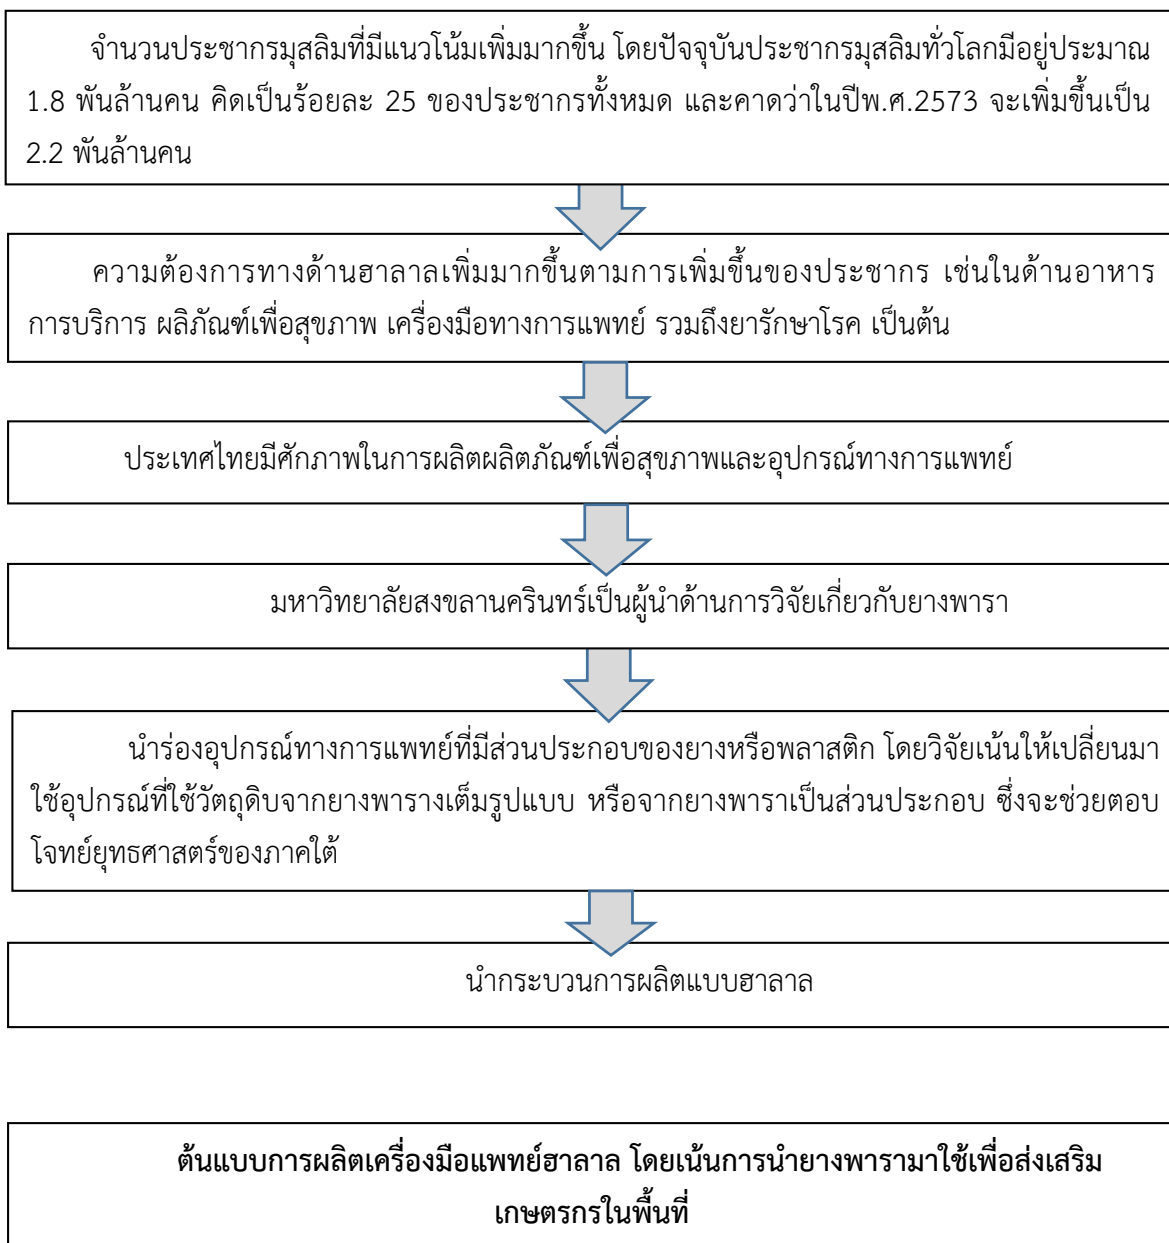 จำนวนประชากรมุสลิมที่มีแนวโน้มเพิ่มมากขึ้น โดยปัจจุบันประชากรมุสลิมทั่วโลกมีอยู่ประมาณ
1.8 พันล้านคน คิดเป็นร้อยละ 25 ของประชากรทั้งหมด และคาดว่าในปีพ.ศ.2573 จะเพิ่มขึ้นเป็น
2.2 พันล้านคน
ความต้องการทางด้านฮาลาลเพิ่มมากขึ้นตามการเพิ่มขึ้นของประชากร เช่นในด้านอาหาร
การบริการ ผลิภัณฑ์เพื่อสุขภาพ เครื่องมือทางการแพทย์ รวมถึงยารักษาโรค เป็นต้น
ประเทศไทยมีศักภาพในการผลิตผลิตภัณฑ์เพื่อสุขภาพและอุปกรณ์ทางการแพทย์
มหาวิทยาลัยสงขลานครินทร์เป็นผู้นำด้านการวิจัยเกี่ยวกับยางพารา
นำร่องอุปกรณ์ทางการแพทย์ที่มีส่วนประกอบของยางหรือพลาสติก โดยวิจัยเน้นให้เปลี่ยนมา
ใช้อุปกรณ์ที่ใช้วัตถุดิบจากยางพารางเต็มรูปแบบ หรือจากยางพาราเป็นส่วนประกอบ ซึ่งจะช่วยตอบ
โจทย์ยุทธศาสตร์ของภาคใต้
นำกระบวนการผลิตแบบฮาลาล
ต้นแบบการผลิตเครื่องมือแพทย์ฮาลาล โดยเน้นการนำยางพารามาใช้เพื่อส่งเสริม
เกษตรกรในพื้นที่